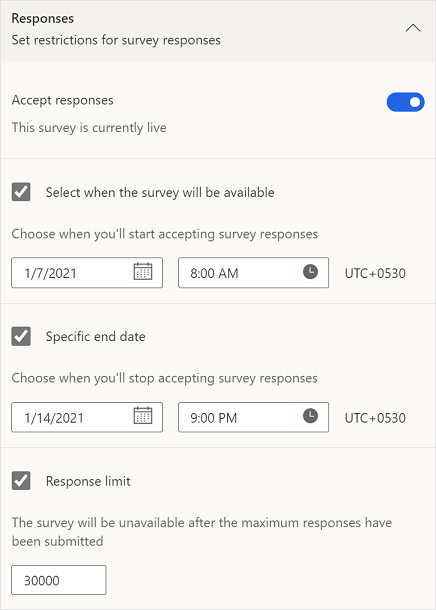 Responses
Set restrictions for survey responses
Accept responses
This survey is currently live
Select when the survey will be available
Choose when you'll start accepting survey responses
1/7/2021 8:00 AM UTC+0530
Specific end date
Choose when you'll stop accepting survey responses
1/14/2021 9:00 PM UTC+0530
Response limit
The survey will be unavailable after the maximum responses have
been submitted
30000